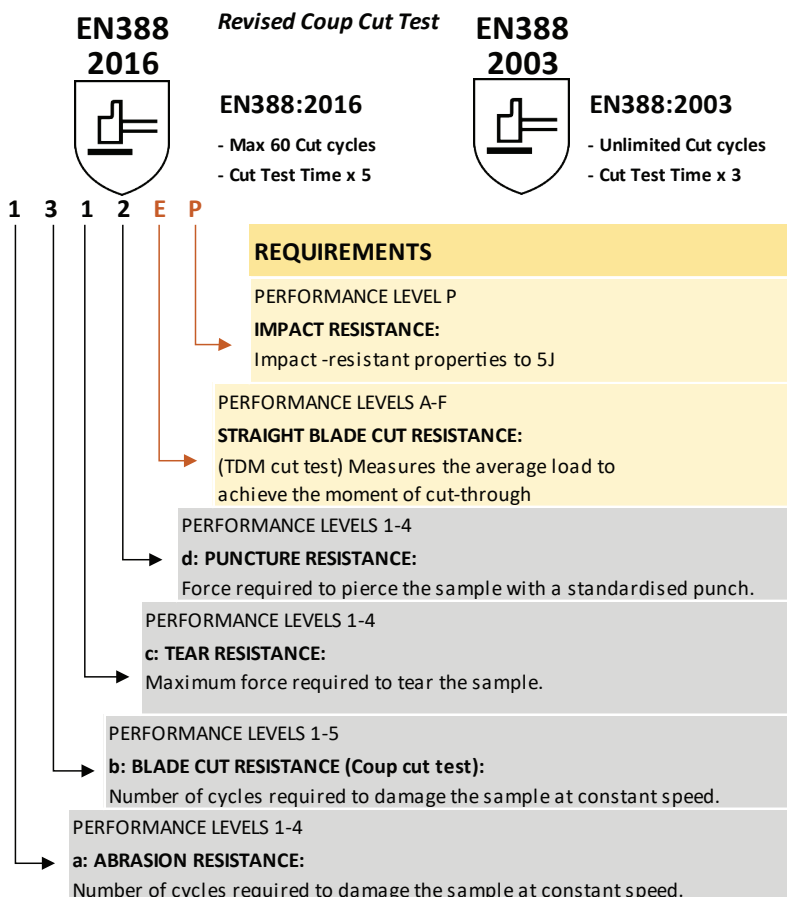 EN388
2016
Revised Coup Cut Test
EN388
2003
EN388:2016
- Max 60 Cut cycles
- Cut Test Time x 5
EN388:2003
- Unlimited Cut cycles
- Cut Test Time x 3
1 3 1 2 E P
REQUIREMENTS
PERFORMANCE LEVEL P
IMPACT RESISTANCE:
Impact -resistant properties to 5J
PERFORMANCE LEVELS A-F
STRAIGHT BLADE CUT RESISTANCE:
(TDM cut test) Measures the average load to
achieve the moment of cut-through
PERFORMANCE LEVELS 1-4
d: PUNCTURE RESISTANCE:
Force required to pierce the sample with a standardised punch.
PERFORMANCE LEVELS 1-4
c: TEAR RESISTANCE:
Maximum force required to tear the sample.
PERFORMANCE LEVELS 1-5
b: BLADE CUT RESISTANCE (Coup cut test):
Number of cycles required to damage the sample at constant speed.
PERFORMANCE LEVELS 1-4
a: ABRASION RESISTANCE:
Number of cycles required to damage the sample at constant speed.